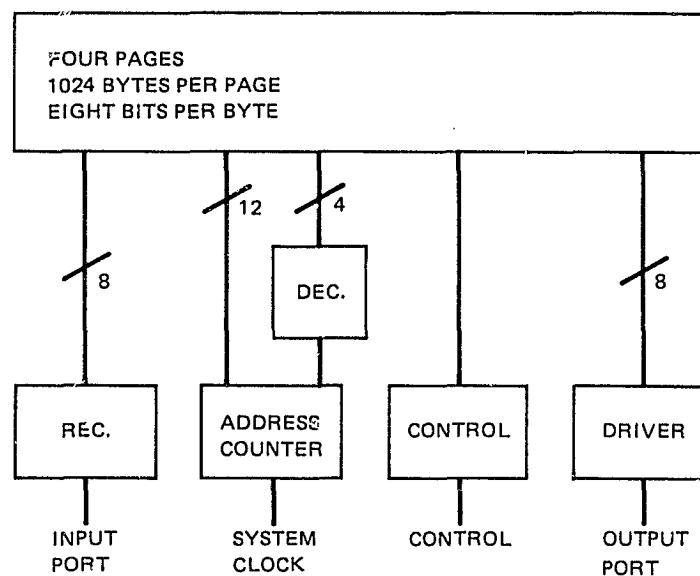 FOUR PAGES
1024 BYTES PER PAGE
EIGHT BITS PER BYTE
12
4
8
8
DEC.
REC.
ADDRESS
COUNTER
CONTROL
DRIVER
INPUT
PORT
SYSTEM
CLOCK
CONTROL
OUTPUT
PORT